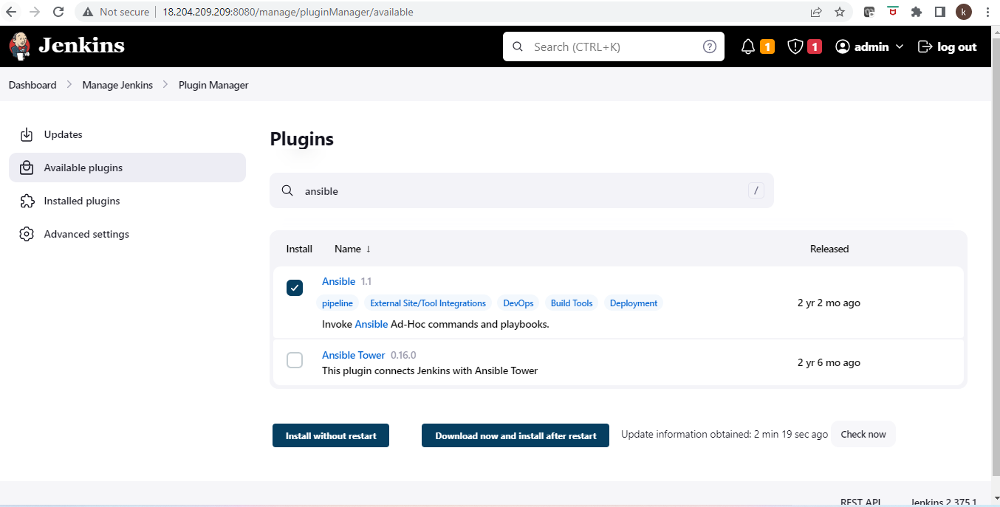 Not secure 18.204.209.209:8080/manage/pluginManager/available k
Jenkins Search (CTRL+K) ? 1 1 admin log out
Dashboard Manage Jenkins Plugin Manager
Updates
Available plugins
Installed plugins
Advanced settings
Plugins
ansible /
Install Name ↓ Released
Ansible 1.1
pipeline External Site/Tool Integrations DevOps Build Tools Deployment
2 yr 2 mo ago
Invoke Ansible Ad-Hoc commands and playbooks.
Ansible Tower 0.16.0
This plugin connects Jenkins with Ansible Tower
2 yr 6 mo ago
Install without restart Download now and install after restart Update information obtained: 2 min 19 sec ago Check now
REST API Jenkins 2.375.1